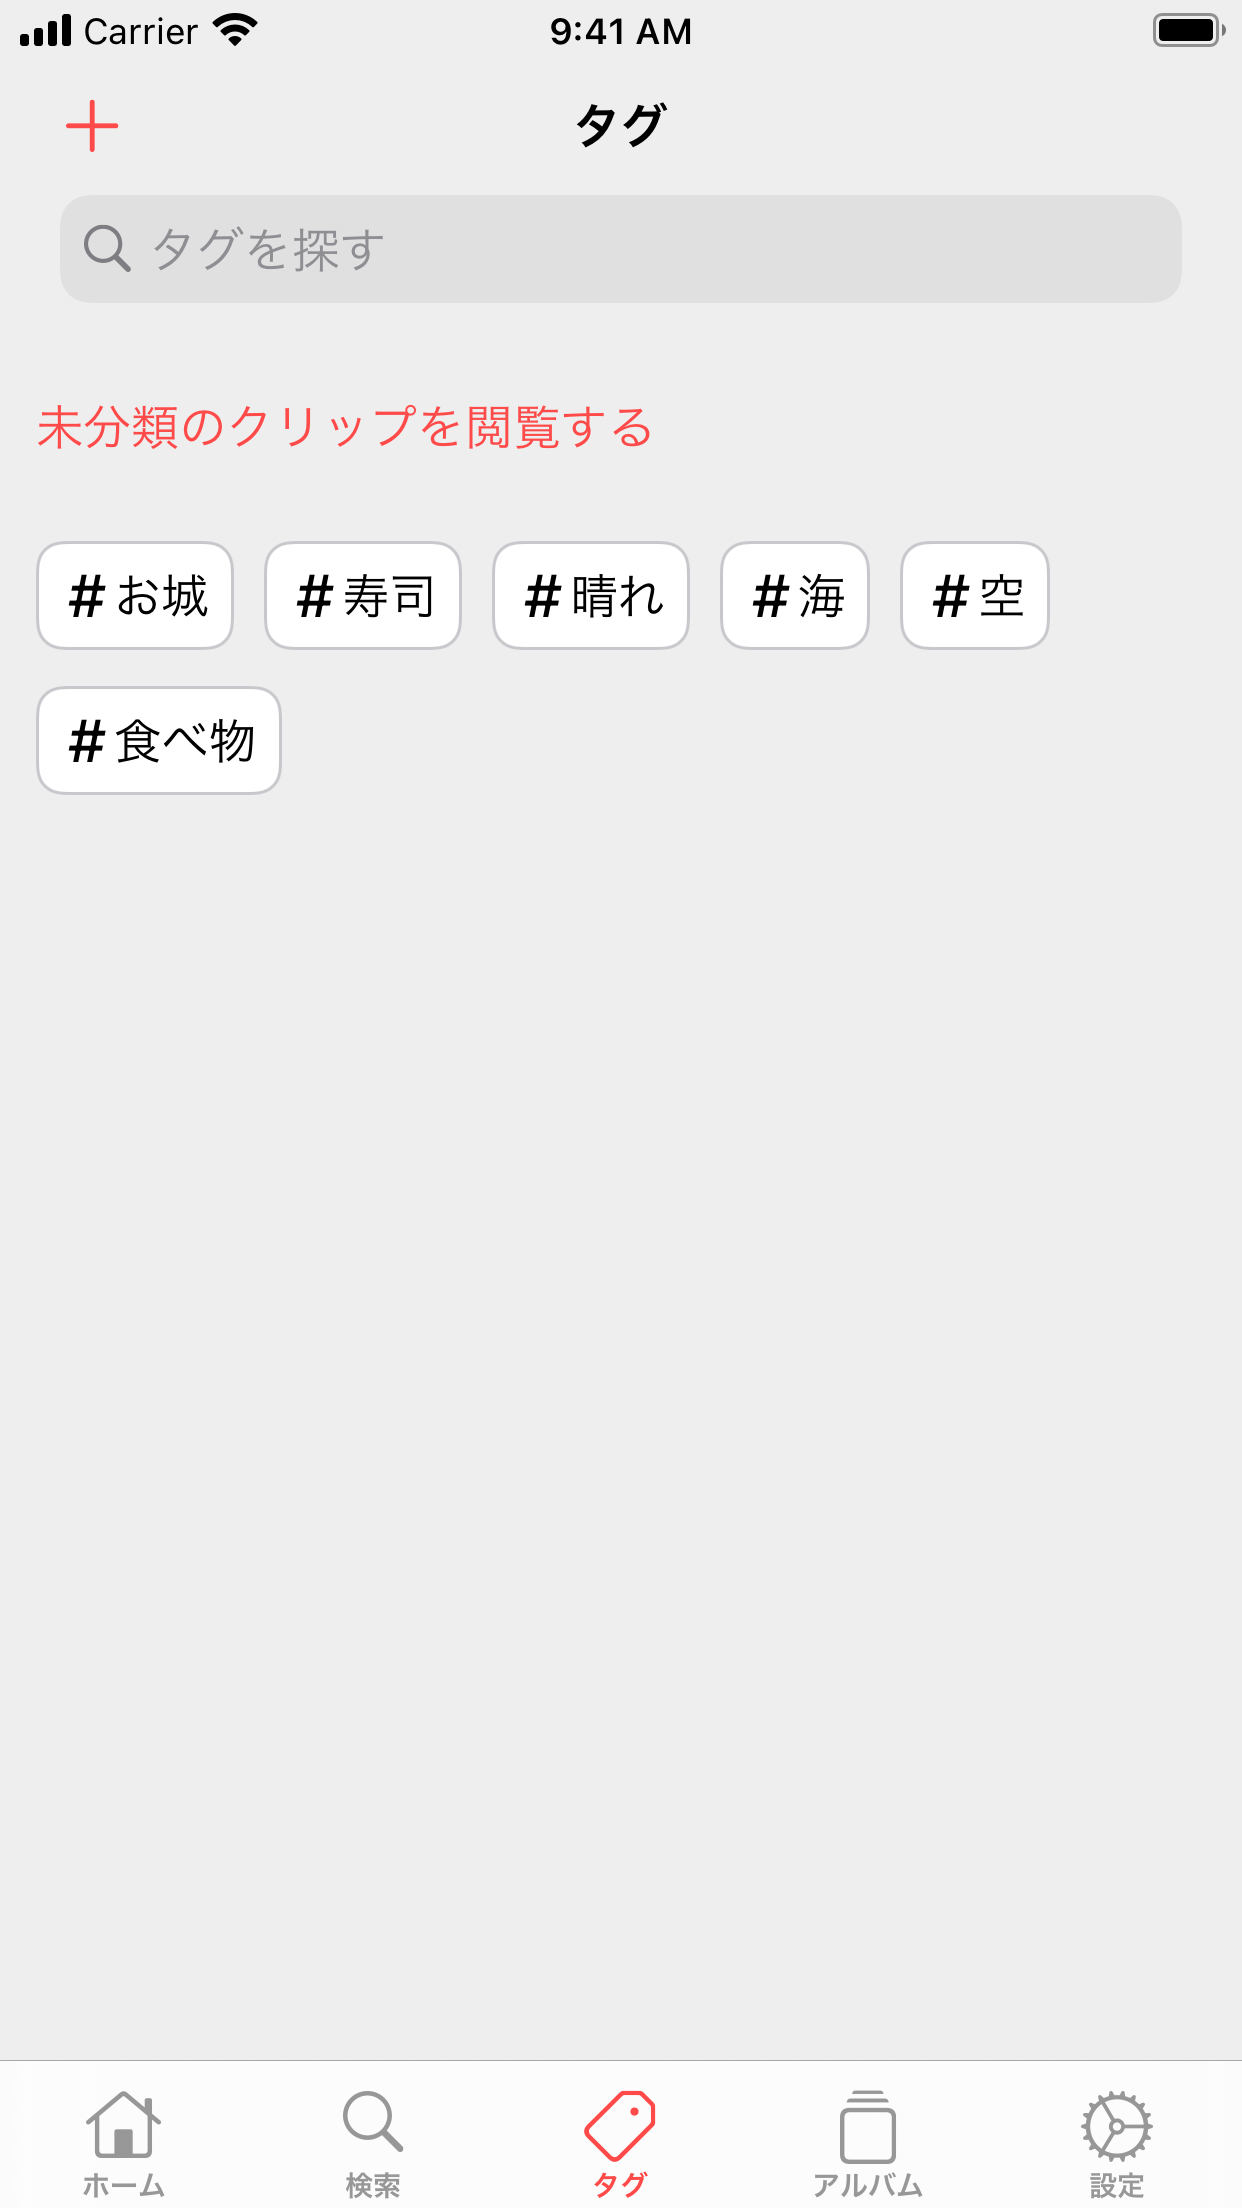 Carrier 9:41 AM
タグ
タグを探す
未分類のクリップを閲覧する
#お城 #寿司 #晴れ #海 #空
#食べ物
ホーム 検索 タグ アルバム 設定